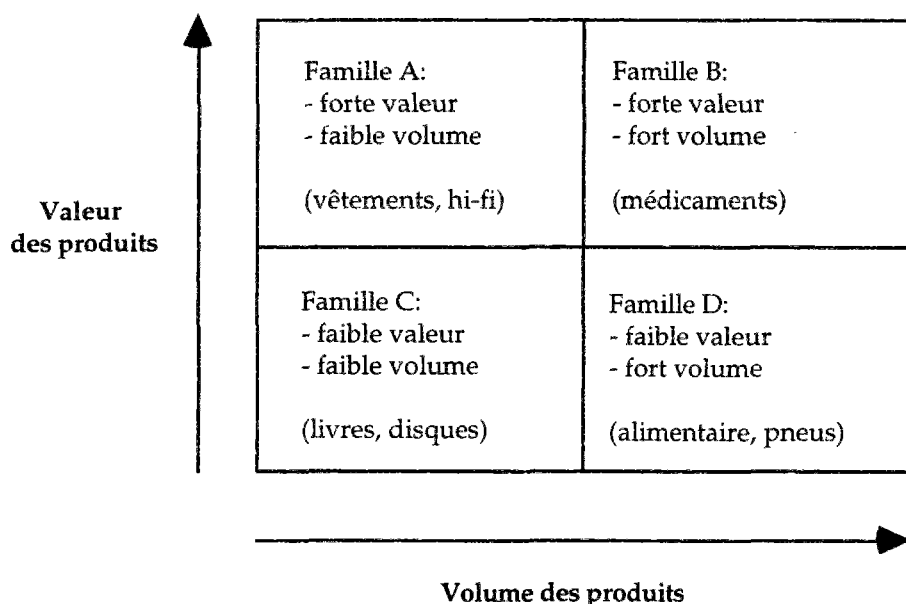 Famille A:
- forte valeur
- faible volume
(vêtements, hi-fi)
Famille B:
- forte valeur
- fort volume
(médicaments)
Valeur
des produits
Famille C:
- faible valeur
- faible volume
(livres, disques)
Famille D:
- faible valeur
- fort volume
(alimentaire, pneus)
Volume des produits